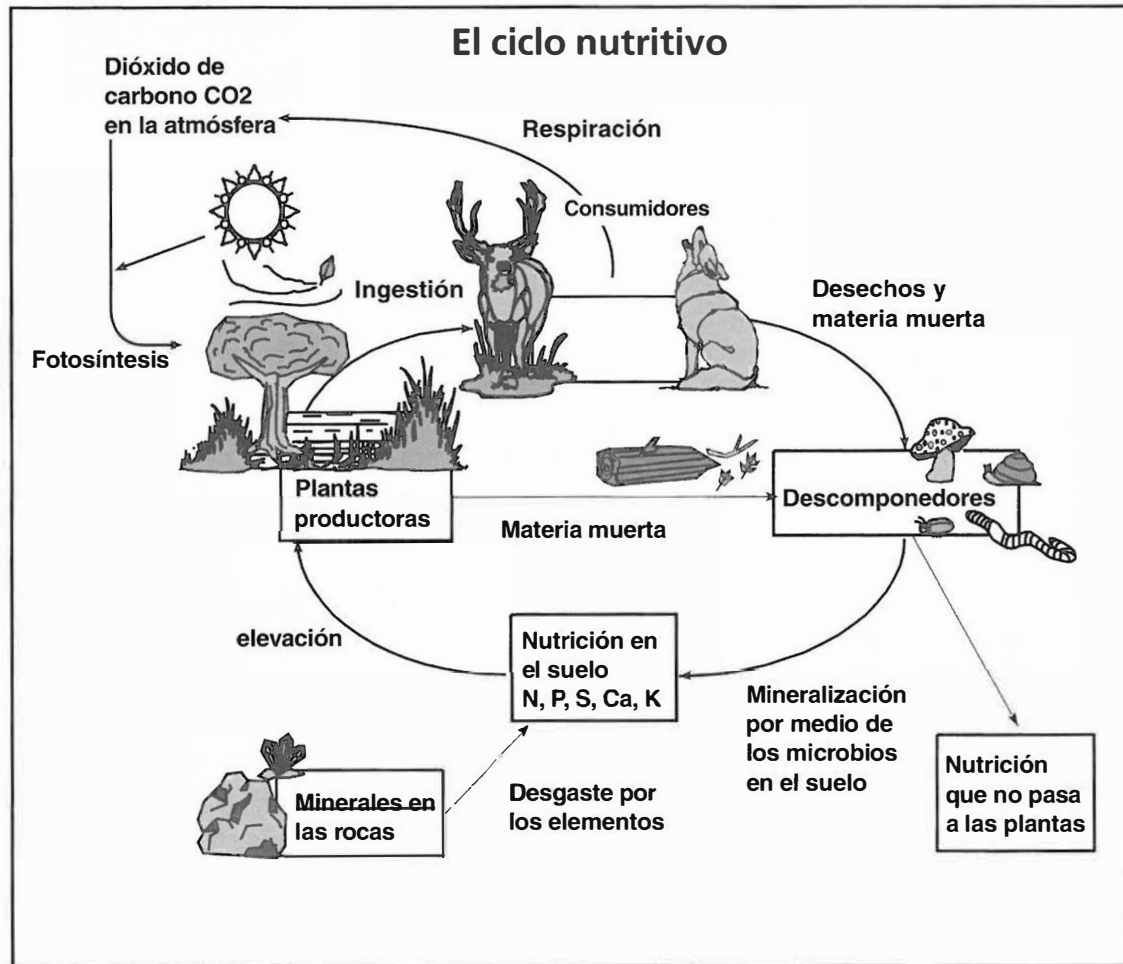 El ciclo nutritivo
Dióxido de
carbono CO2
en la atmósfera
Respiración
Consumidores
Ingestión
Desechos y
materia muerta
Fotosíntesis
Plantas
productoras
Materia muerta
Descomponedores
elevación
Nutrición en
el suelo
N, P, S, Ca, K
Mineralización
por medio de
los microbios
en el suelo
Minerales en
las rocas
Desgaste por
los elementos
Nutrición
que no pasa
a las plantas